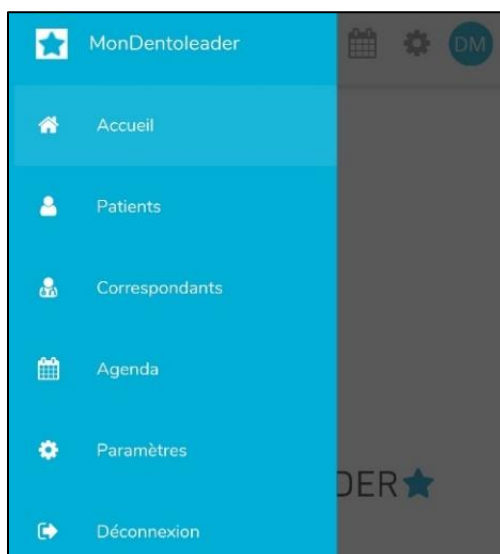 MonDentoleader
DM
Accueil
Patients
Correspondants
Agenda
Paramètres
DER
Déconnexion